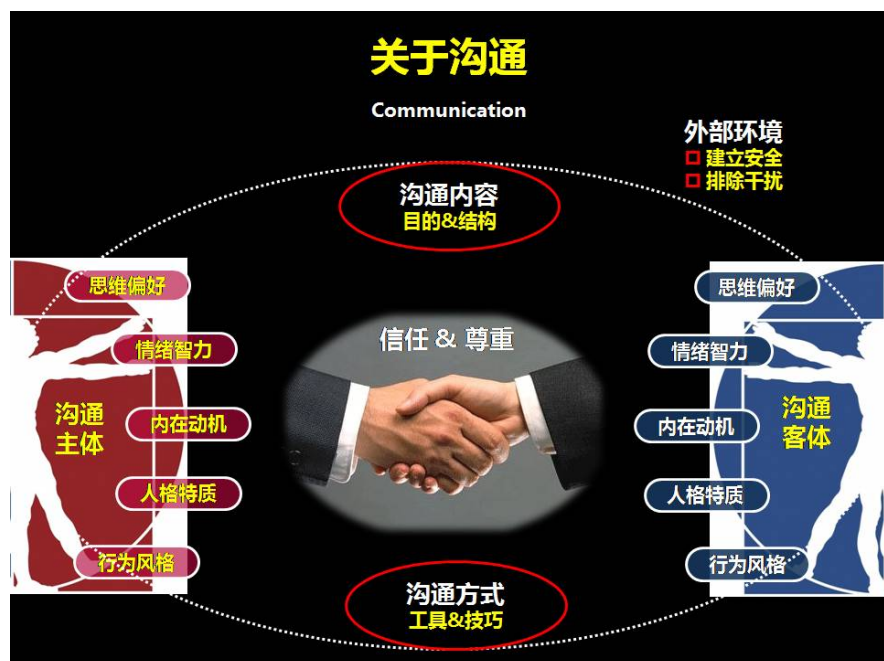 关于沟通
Communication
外部环境
建立安全
排除干扰
沟通内容
目的&结构
思维偏好
情绪智力
沟通
主体
内在动机
人格特质
行为风格
信任 & 尊重
思维偏好
情绪智力
沟通
客体
内在动机
人格特质
行为风格
沟通方式
工具&技巧